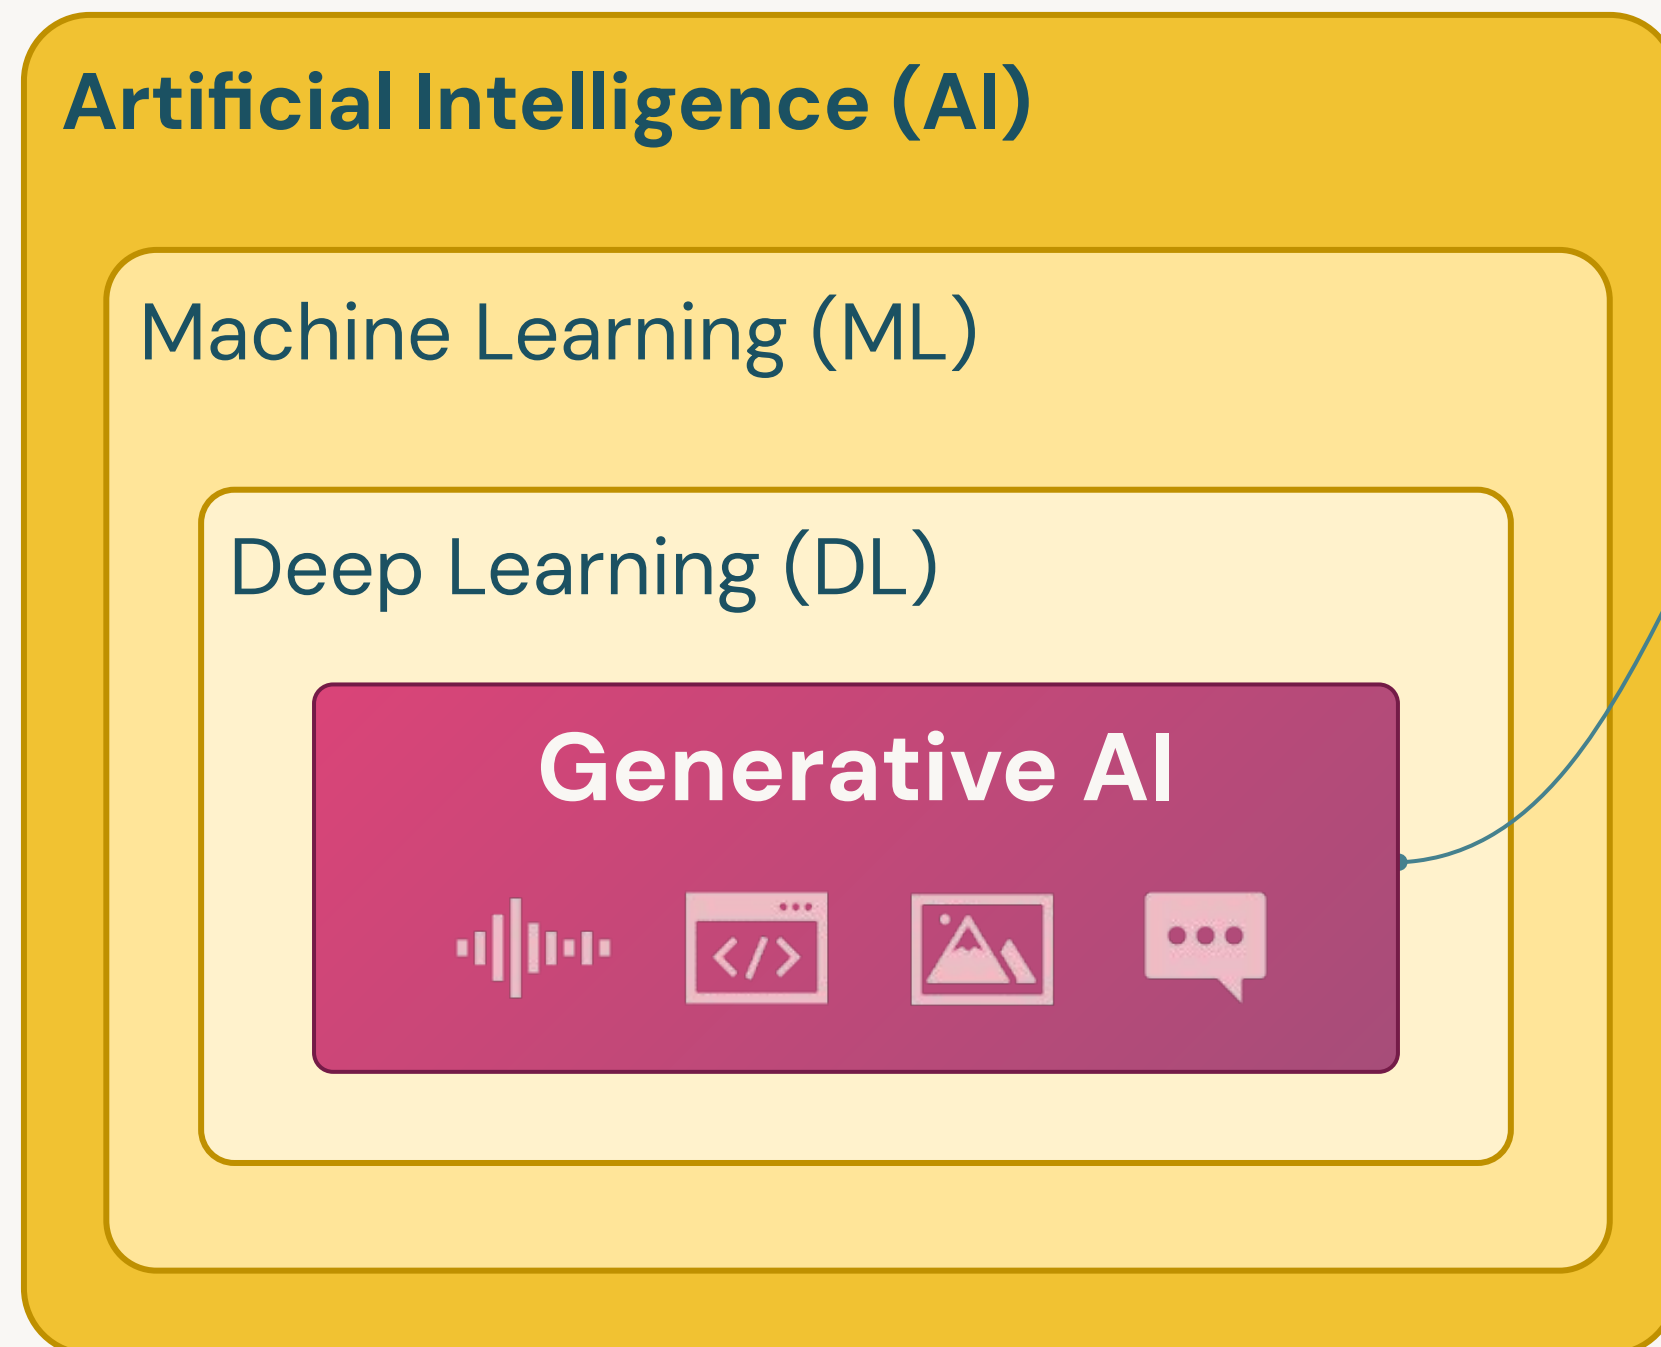 Artificial Intelligence (AI)
Machine Learning (ML)
Deep Learning (DL)
Generative AI